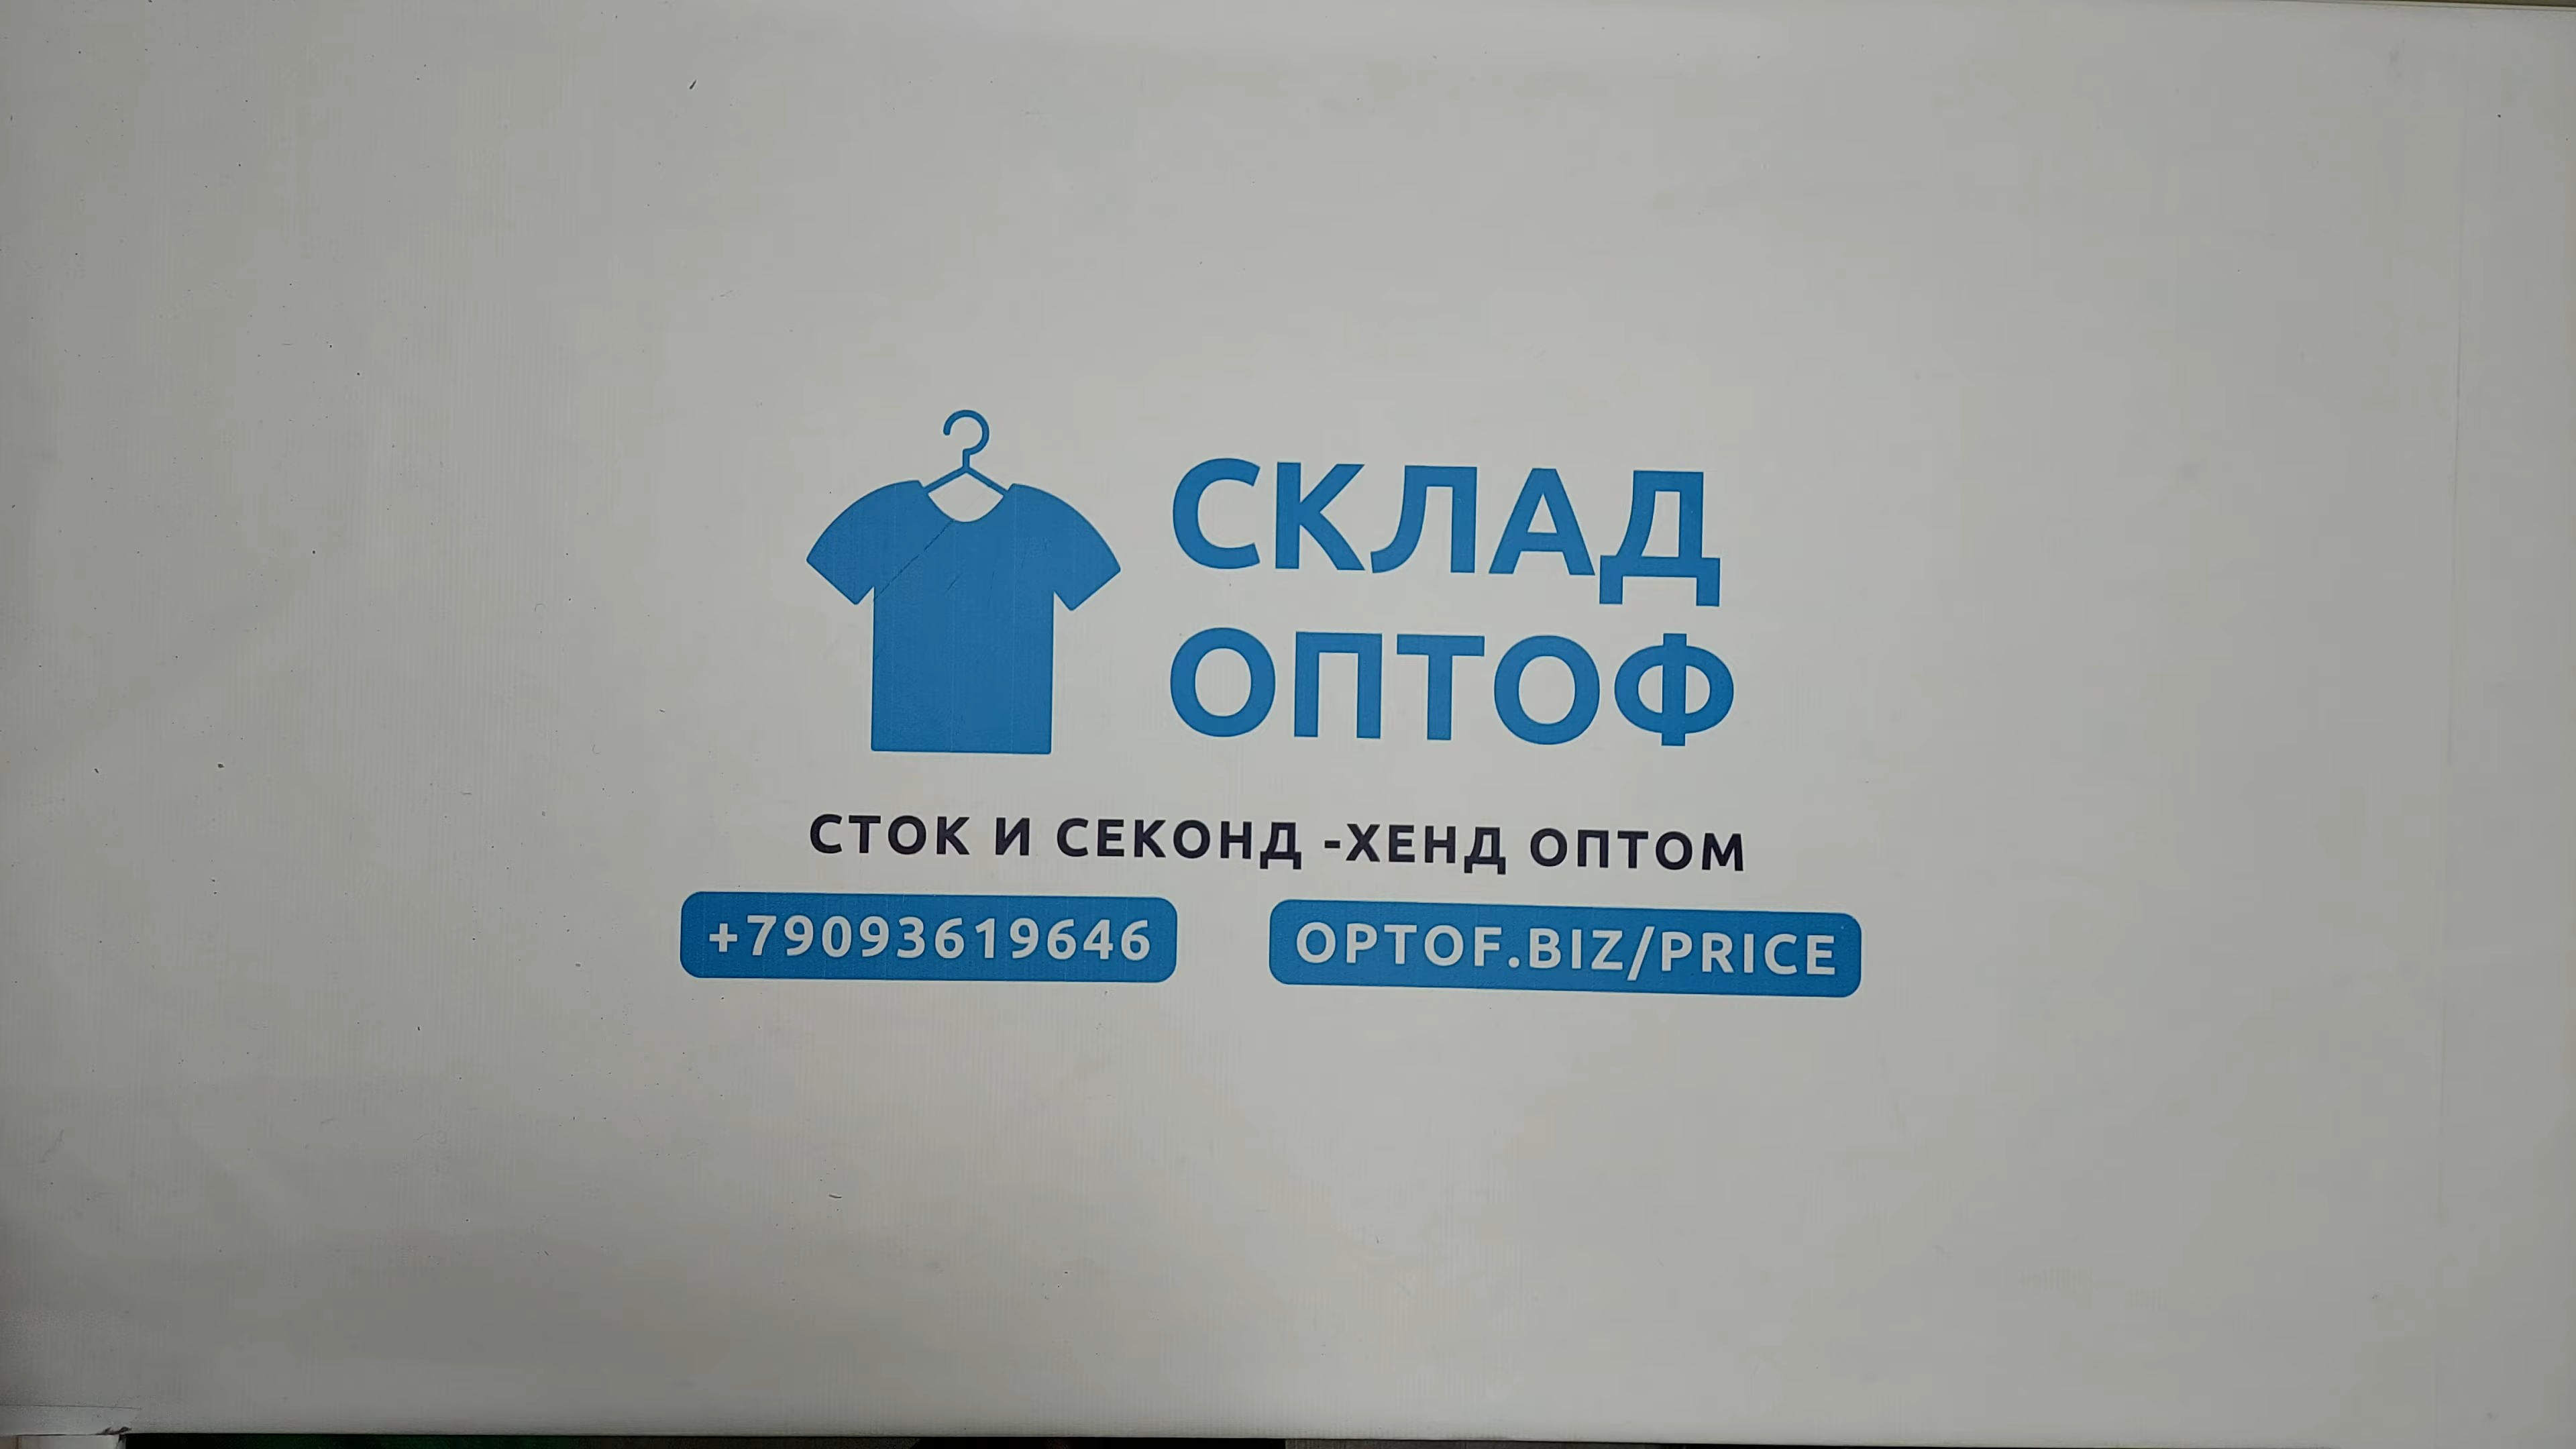 СКЛАД
ОПТОФ
СТОК И СЕКОНД -ХЕНД ОПТОМ
+79093619646
OPTOF.BIZ/PRICE